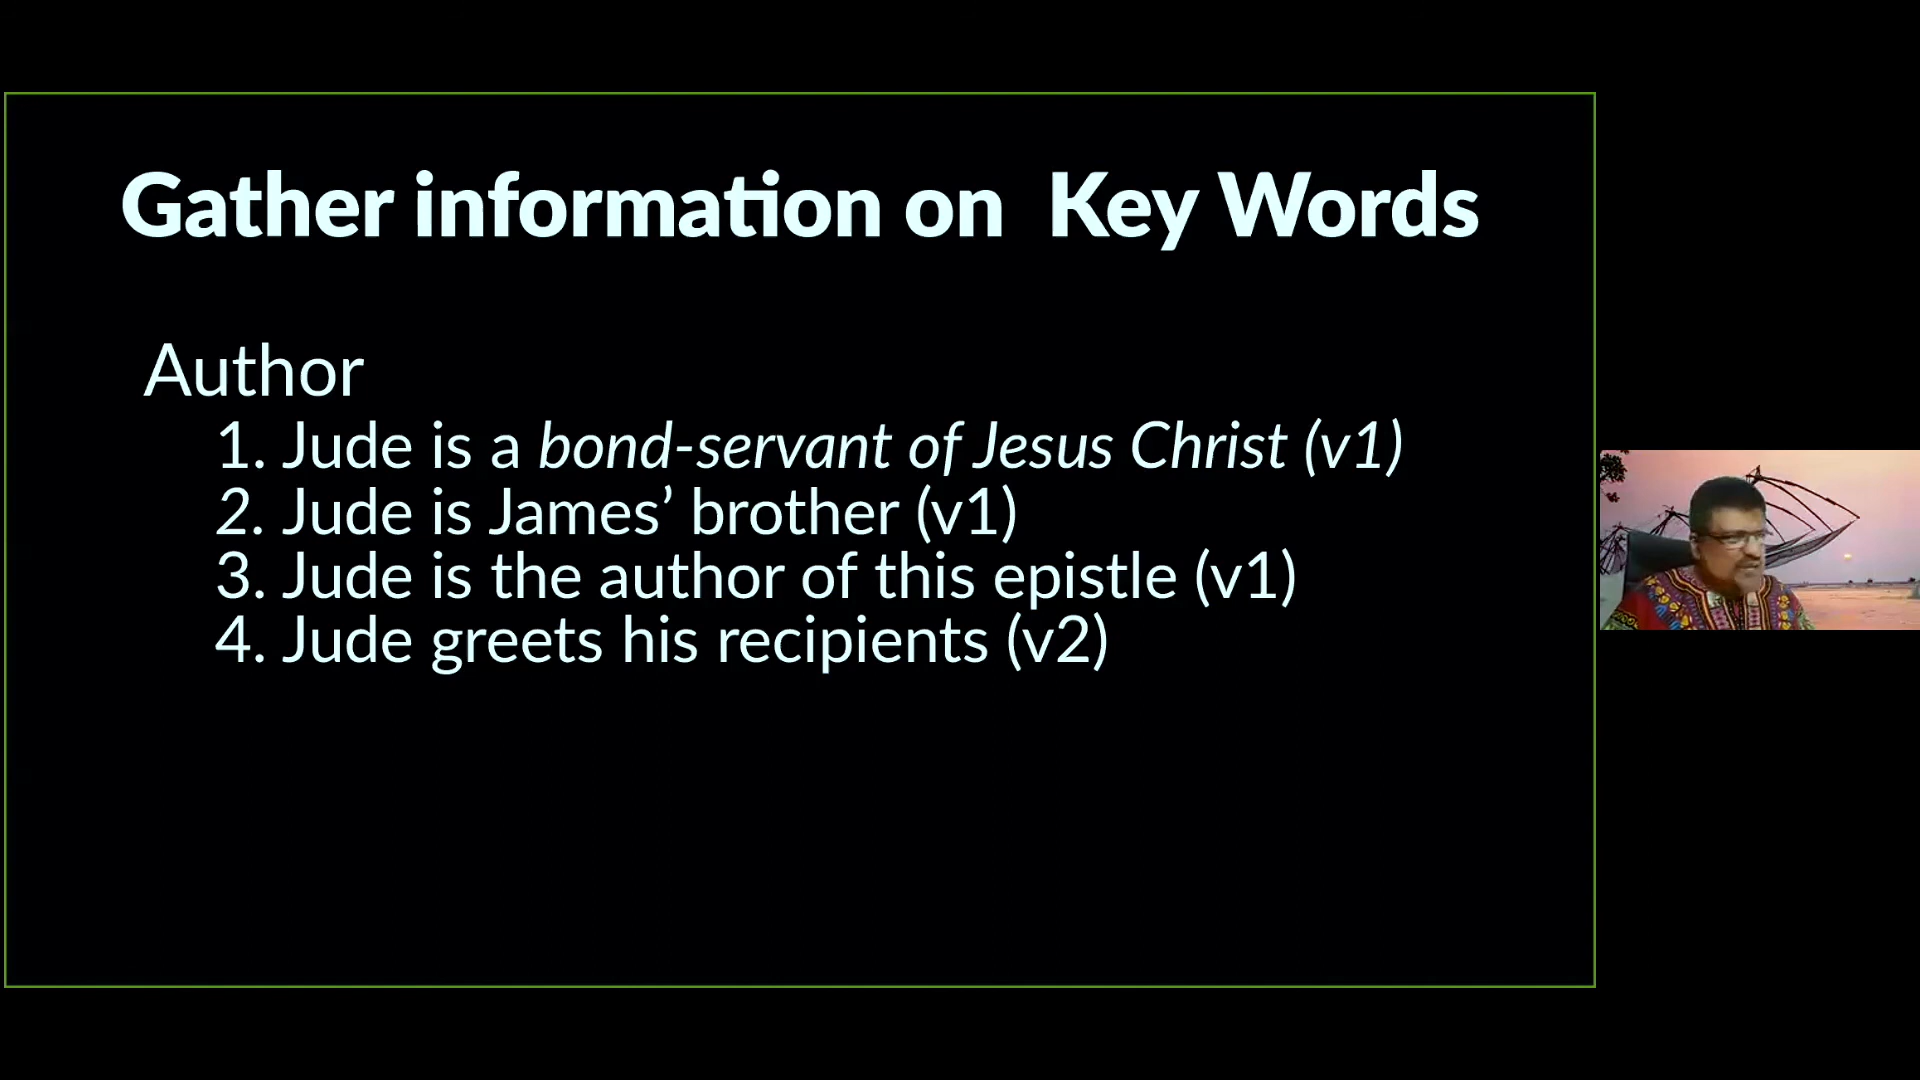 Gather information on  Key Words
Author
1. Jude is a bond-servant of Jesus Christ (v1)
2. Jude is James’ brother (v1)
3. Jude is the author of this epistle (v1)
4. Jude greets his recipients (v2)